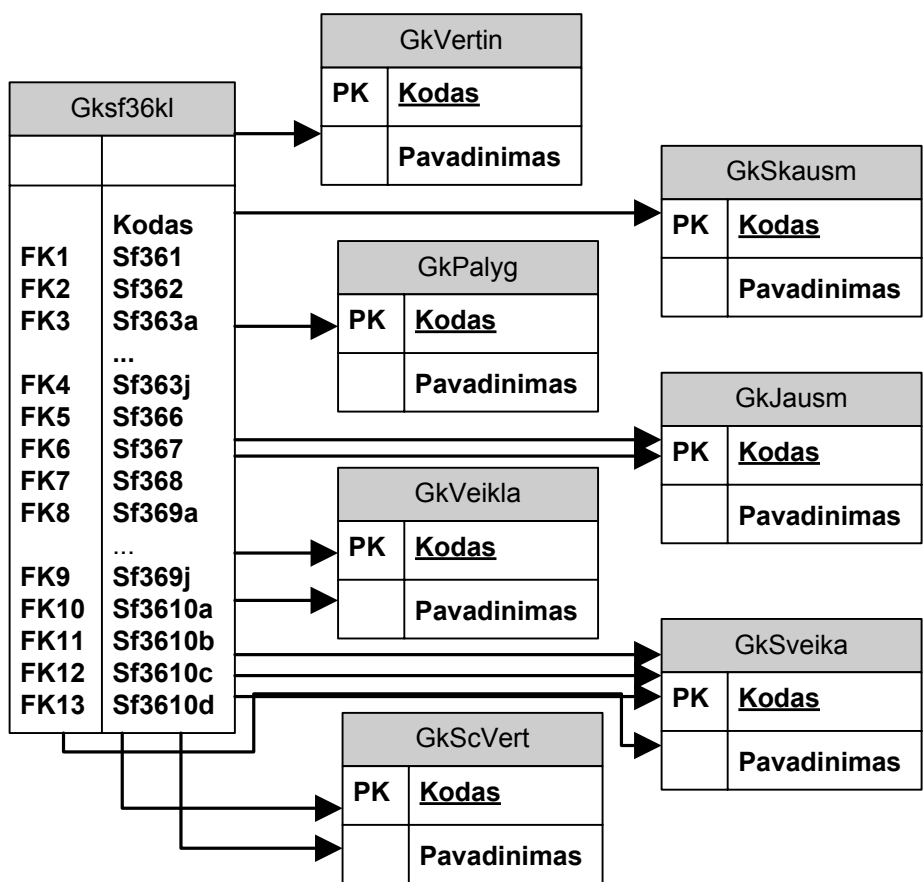 Gksf36kl
Kodas
FK1 Sf361
FK2 Sf362
FK3 Sf363a
...
FK4 Sf363j
FK5 Sf366
FK6 Sf367
FK7 Sf368
FK8 Sf369a
...
FK9 Sf369j
FK10 Sf3610a
FK11 Sf3610b
FK12 Sf3610c
FK13 Sf3610d
GkVertin
PK Kodas
Pavadinimas
GkSkausm
PK Kodas
Pavadinimas
GkPalyg
PK Kodas
Pavadinimas
GkJausm
PK Kodas
Pavadinimas
GkVeikla
PK Kodas
Pavadinimas
GkSveika
PK Kodas
Pavadinimas
GkScVert
PK Kodas
Pavadinimas